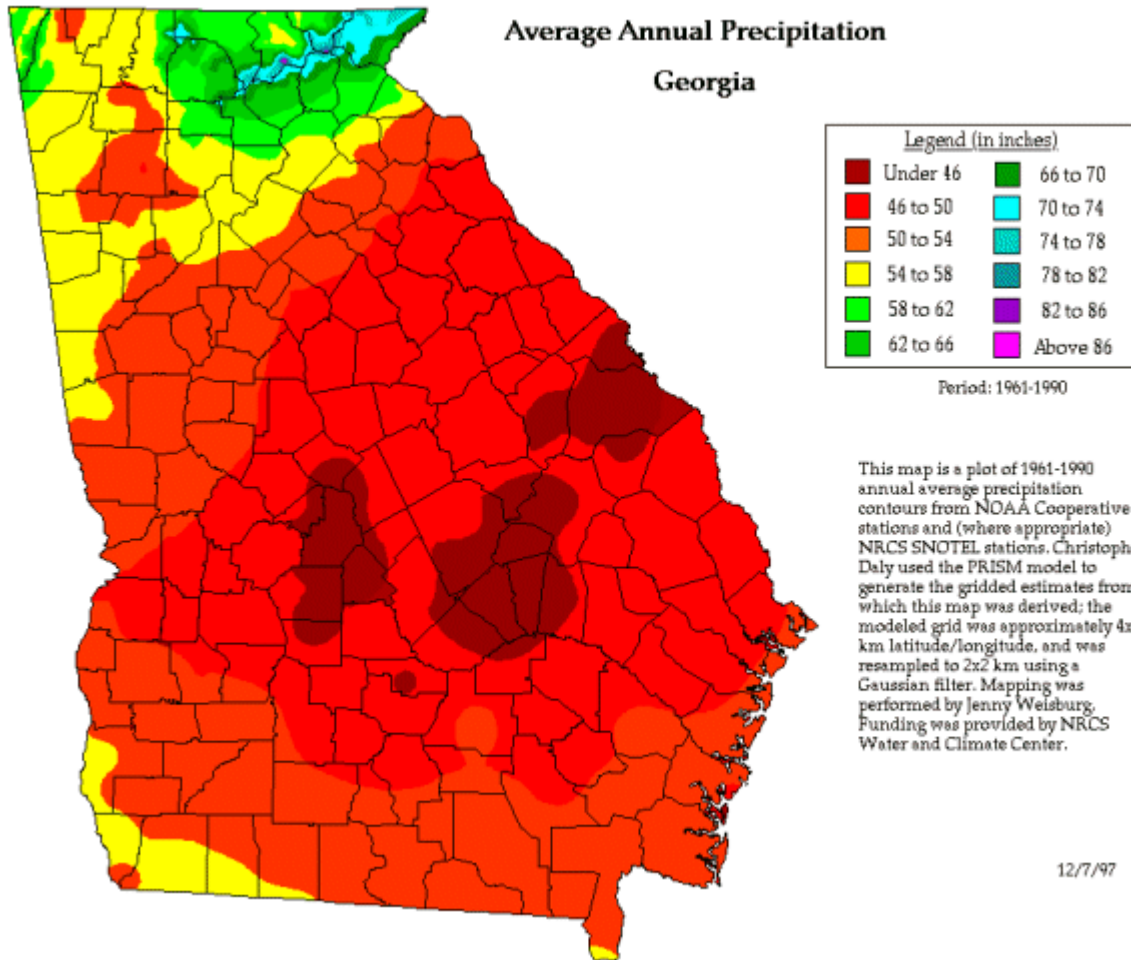 Average Annual Precipitation
Georgia
Legend (in inches)
Under 46
46 to 50
50 to 54
54 to 58
58 to 62
62 to 66
66 to 70
70 to 74
74 to 78
78 to 82
82 to 86
Above 86
Period: 1961-1990
This map is a plot of 1961-1990
annual average precipitation
contours from NOAA Cooperative
stations and (where appropriate)
NRCS SNOTEL stations. Christoph
Daly used the PRISM model to
generate the gridded estimates from
which this map was derived; the
modeled grid was approximately 4x
km latitude/longitude, and was
resampled to 2x2 km using a
Gaussian filter. Mapping was
performed by Jenny Weisburg.
Funding was provided by NRCS
Water and Climate Center.
12/7/97